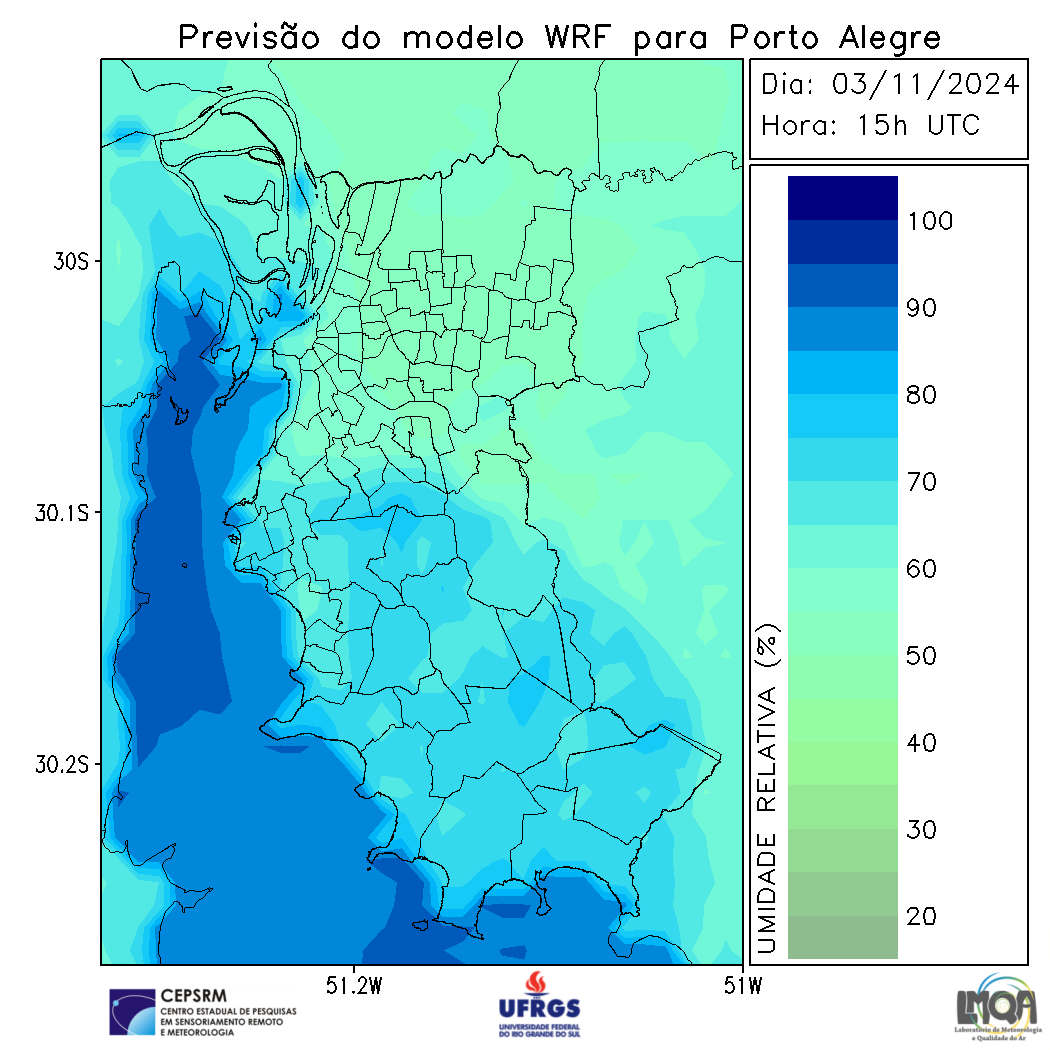 Previsão do modelo WRF para Porto Alegre
Dia: 03/11/2024
Hora: 15h UTC
30S
30.1S
30.2S
51.2W
51W
UMIDADE RELATIVA (%)
100
90
80
70
60
50
40
30
20
CEPSRM
CENTRO ESTADUAL DE PESQUISAS
EM SENSORIAMENTO REMOTO
E METEOROLOGIA
UFRGS
UNIVERSIDADE FEDERAL
DO RIO GRANDE DO SUL
LMQA
Laboratório de Meteorologia
e Qualidade do Ar